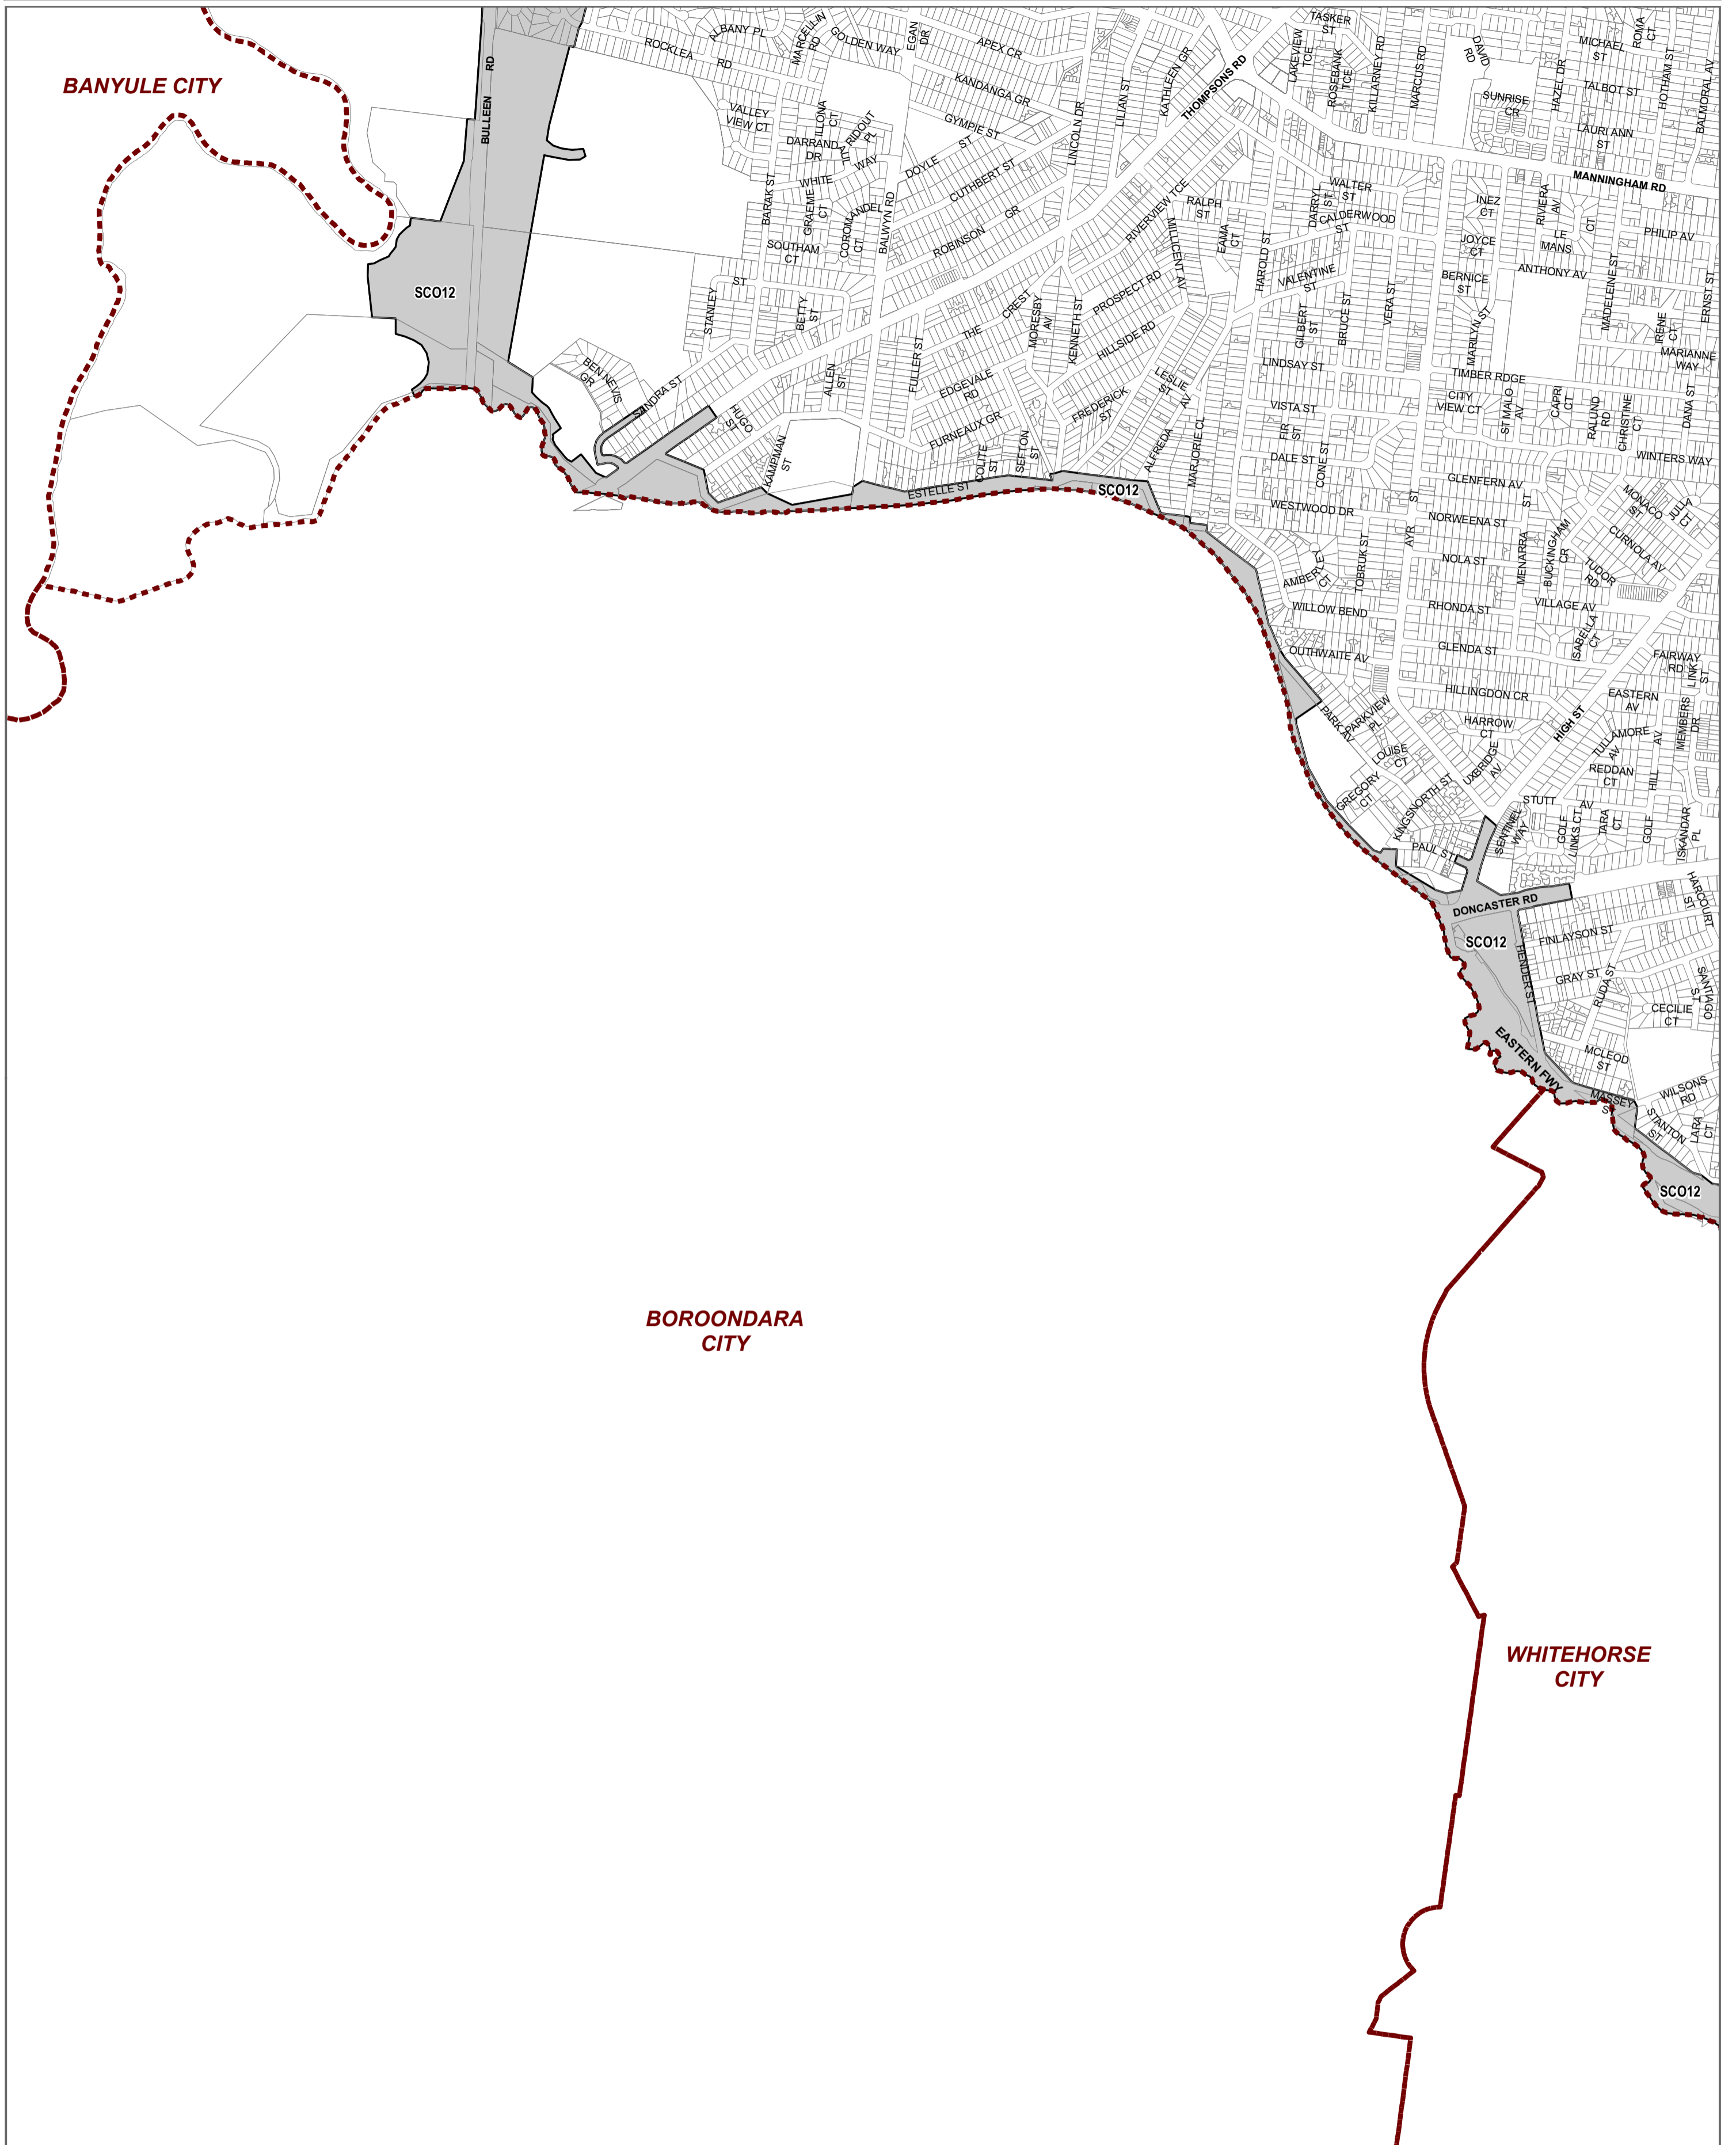 BANYULE CITY
BULLEEN
RD
ROCKLEA
RD
ALBANY PL
MARCELLIN
RD
GOLDEN WAY
EGAN
DR
APEX CR
KANDANGA GR
GYMPIE ST
LINCOLN DR
LILIAN ST
KATHLEEN GR
THOMPSONS RD
LAKEVIEW
TCE
TASKER
ST
ROSEBANK
TCE
KILLARNEY RD
MARCUS RD
DAVID
RD
SUNRISE
CR
HAZEL DR
MICHAEL
ST
ROMA
CT
TALBOT ST
HOTHAM ST
BALMORAL AV
LAURI ANN
ST
MANNINGHAM RD
VALLEY
VIEW CT
ILLONA
CT
DARRAND
DR
RIDOUT
PL
LILLI
WAY
WHITE
DOYLE
ST
CUTHBERT ST
BARAK ST
GRAEME
CT
COROMANDEL
CT
BALWYN RD
ROBINSON
GR
SOUTHAM
CT
RIVERVIEW TCE
RALPH
ST
EAMA
CT
MILLICENT AV
HAROLD ST
DARRYL
ST
WALTER
ST
CALDERWOOD
ST
INEZ
CT
RIVIERA
AV
LE
MANS
CT
JOYCE
CT
PHILIP AV
BERNICE
ST
ANTHONY AV
MADELEINE ST
ERNST ST
SCO12
STANLEY
ST
BETTY
ST
THE
CREST
MORESBY
AV
KENNETH ST
PROSPECT RD
HILLSIDE RD
VALENTINE
ST
GILBERT
ST
BRUCE ST
VERA ST
MARILYN
ST
IRENE
CT
MARIANNE
WAY
BEN NEVIS
GR
SANDRA ST
ALLEN
ST
FULLER ST
EDGEVALE
RD
FREDERICK
ST
LESLIE
ST
LINDSAY ST
TIMBER RDGE
HUGO
ST
FURNEAUX GR
ALFREDA
AV
MARJORIE CL
VISTA ST
FIR
ST
CITY
VIEW CT
ST MALO
AV
CAPRI
CT
RALUND
RD
CHRISTINE
CT
DIANA ST
KAMPMAN
ST
COLITE
ST
SEFTON
ST
DALE ST
CONE ST
WINTERS WAY
ESTELLE ST
SCO12
WESTWOOD DR
AYR
ST
GLENFERN AV
NORWEENA ST
MENARRA
ST
MONACO
ST
JULIA
CT
NOLA ST
BUCKINGHAM
CR
CURNOLA AV
TUDOR
RD
AMBERLEY
CT
TOBRUK ST
WILLOW BEND
RHONDA ST
VILLAGE AV
ISABELLA
CT
OUTHWAITE AV
GLENDA ST
FAIRWAY
RD
LINK
ST
HILLINGDON CR
EASTERN
AV
PARK AV
PARKVIEW
PL
HARROW
CT
HIGH ST
TULLAMORE
AV
AV
MEMBERS
DR
LOUISE
CT
UXBRIDGE
AV
REDDAN
CT
HILL
GREGORY
CT
KINGSNORTH ST
STUTT
AV
SENTINEL
WAY
GOLF
LINKS CT
TARA
CT
GOLF
ISKANDAR
PL
PAUL ST
DONCASTER RD
HARCOURT
ST
SCO12
FINLAYSON ST
HENDER ST
GRAY ST
RUDA ST
SANTIAGO
ST
CECILIE
CT
EASTERN FWY
MCLEOD
ST
MASSEY
ST
WILSONS
RD
STANTON
ST
LARA
CT
SCO12
BOROONDARA
CITY
WHITEHORSE
CITY